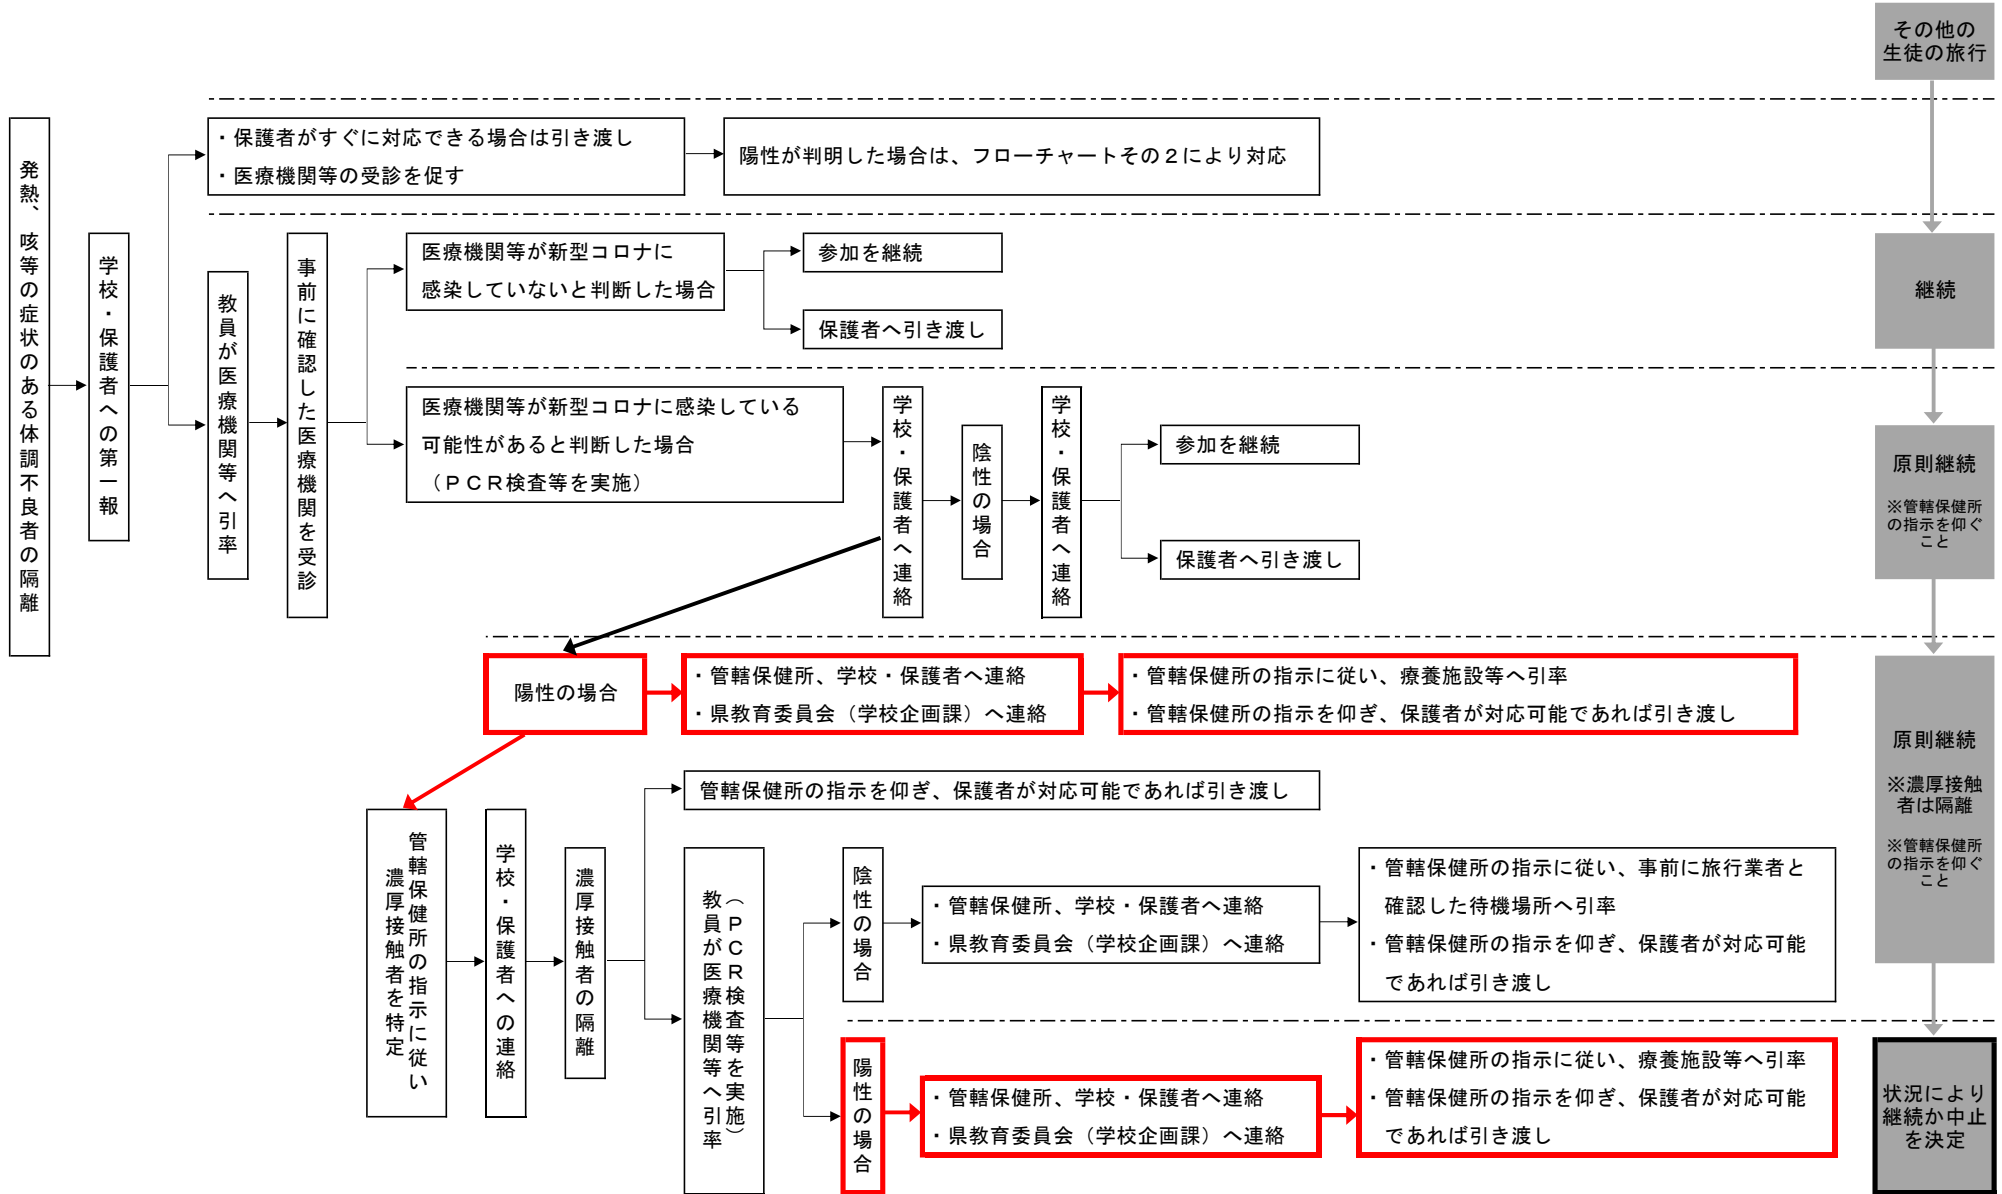 その他の
生徒の旅行
発熱、咳等の症状のある体調不良者の隔離
学校・保護者への第一報
・保護者がすぐに対応できる場合は引き渡し
・医療機関等の受診を促す
陽性が判明した場合は、フローチャートその２により対応
教員が医療機関等へ引率
事前に確認した医療機関を受診
医療機関等が新型コロナに
感染していないと判断した場合
参加を継続
保護者へ引き渡し
継続
医療機関等が新型コロナに感染している
可能性があると判断した場合
（ＰＣＲ検査等を実施）
学校・保護者へ連絡
陰性の場合
学校・保護者へ連絡
参加を継続
保護者へ引き渡し
原則継続
※管轄保健所
の指示を仰ぐ
こと
陽性の場合
・管轄保健所、学校・保護者へ連絡
・県教育委員会（学校企画課）へ連絡
・管轄保健所の指示に従い、療養施設等へ引率
・管轄保健所の指示を仰ぎ、保護者が対応可能であれば引き渡し
原則継続
※濃厚接触
者は隔離
※管轄保健所
の指示を仰ぐ
こと
管轄保健所の指示に従い
濃厚接触者を特定
学校・保護者への連絡
濃厚接触者の隔離
管轄保健所の指示を仰ぎ、保護者が対応可能であれば引き渡し
（ＰＣＲ検査等を実施）
教員が医療機関等へ引率
陰性の場合
・管轄保健所、学校・保護者へ連絡
・県教育委員会（学校企画課）へ連絡
・管轄保健所の指示に従い、事前に旅行業者と
確認した待機場所へ引率
・管轄保健所の指示を仰ぎ、保護者が対応可能
であれば引き渡し
陽性の場合
・管轄保健所、学校・保護者へ連絡
・県教育委員会（学校企画課）へ連絡
・管轄保健所の指示に従い、療養施設等へ引率
・管轄保健所の指示を仰ぎ、保護者が対応可能
であれば引き渡し
状況により
継続か中止
を決定